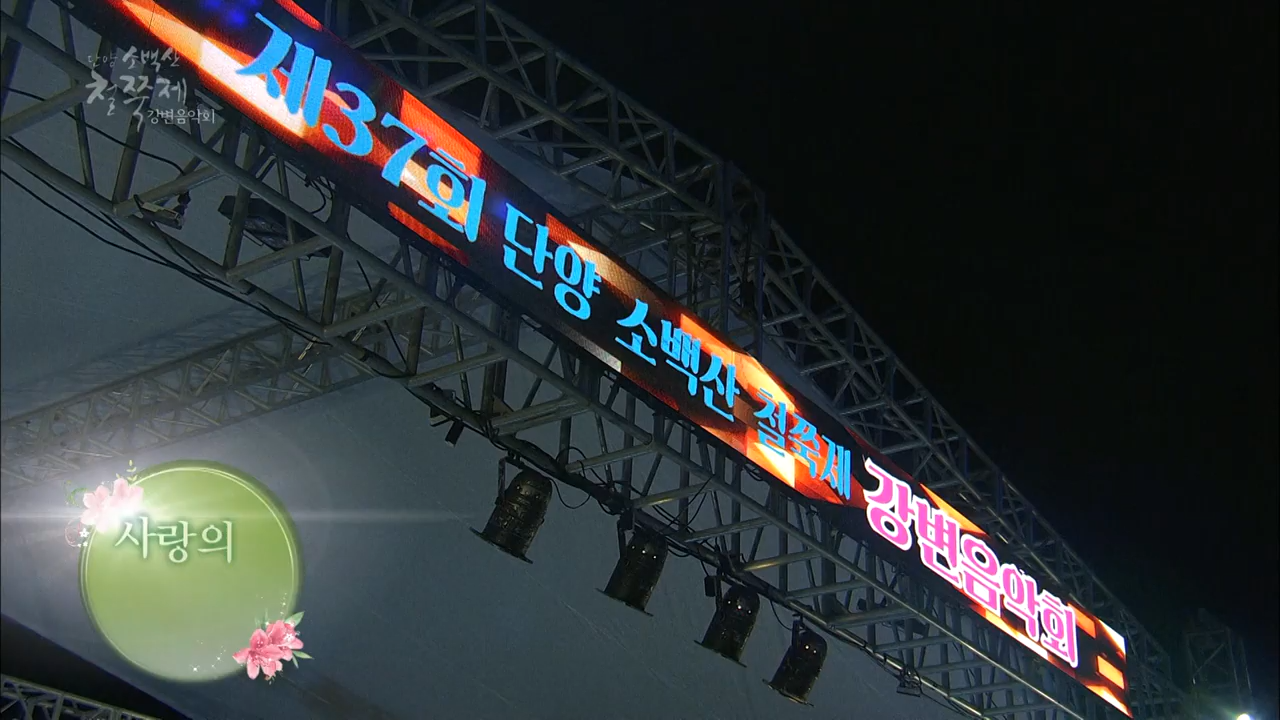 단양 소백산
철쭉제
강변음악회
제37회 단양 소백산 철쭉제 강변음악회
사랑의